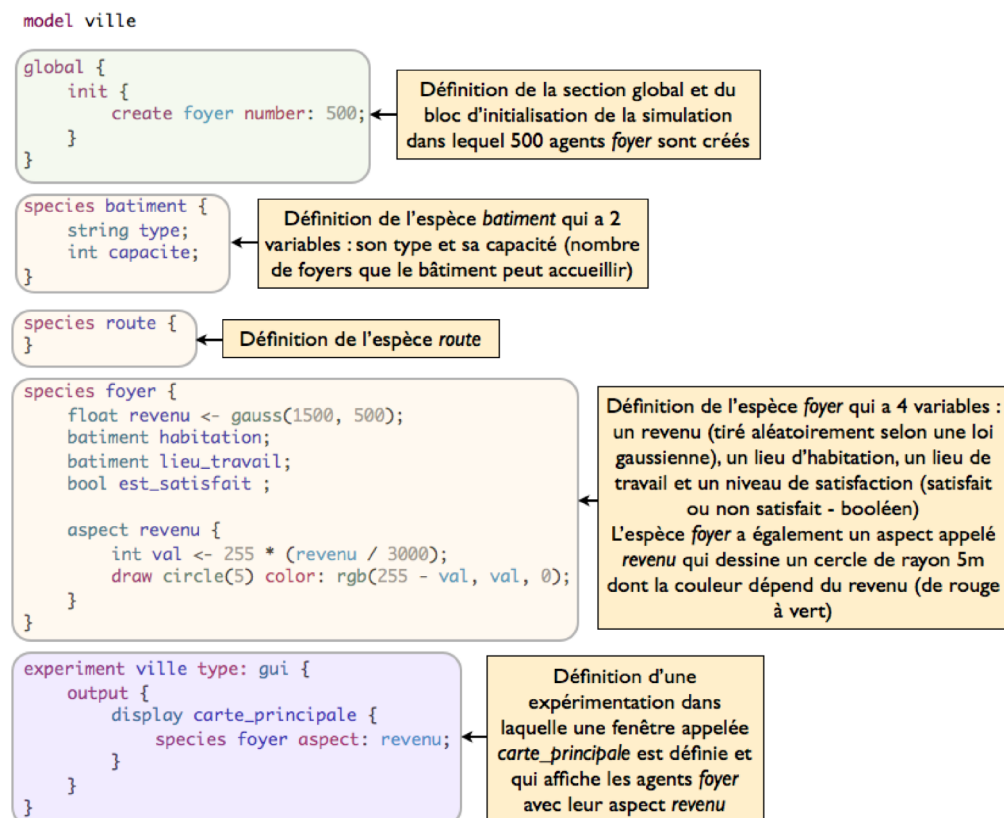 model ville
global {
init {
create foyer number: 500;
}
}
Définition de la section global et du
bloc d'initialisation de la simulation
dans lequel 500 agents foyer sont créés
species batiment {
string type;
int capacite;
}
Définition de l'espèce batiment qui a 2
variables : son type et sa capacité (nombre
de foyers que le bâtiment peut accueillir)
species route {
}
Définition de l'espèce route
species foyer {
float revenu <- gauss(1500, 500);
batiment habitation;
batiment lieu_travail;
bool est_satisfait ;
aspect revenu {
int val <- 255 * (revenu / 3000);
draw circle(5) color: rgb(255 - val, val, 0);
}
}
Définition de l'espèce foyer qui a 4 variables :
un revenu (tiré aléatoirement selon une loi
gaussienne), un lieu d'habitation, un lieu de
travail et un niveau de satisfaction (satisfait
ou non satisfait - booléen)
L'espèce foyer a également un aspect appelé
revenu qui dessine un cercle de rayon 5m
dont la couleur dépend du revenu (de rouge
à vert)
experiment ville type: gui {
output {
display carte_principale {
species foyer aspect: revenu;
}
}
}
Définition d'une
expérimentation dans
laquelle une fenêtre appelée
carte_principale est définie et
qui affiche les agents foyer
avec leur aspect revenu